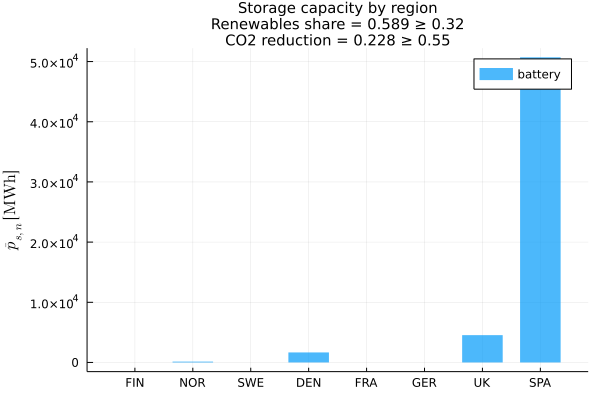 Storage capacity by region
Renewables share = 0.589 ≥ 0.32
CO2 reduction = 0.228 ≥ 0.55
p̄ₛ,ₙ [MWh]
5.0×10⁴
4.0×10⁴
3.0×10⁴
2.0×10⁴
1.0×10⁴
0
battery
FIN NOR SWE DEN FRA GER UK SPA